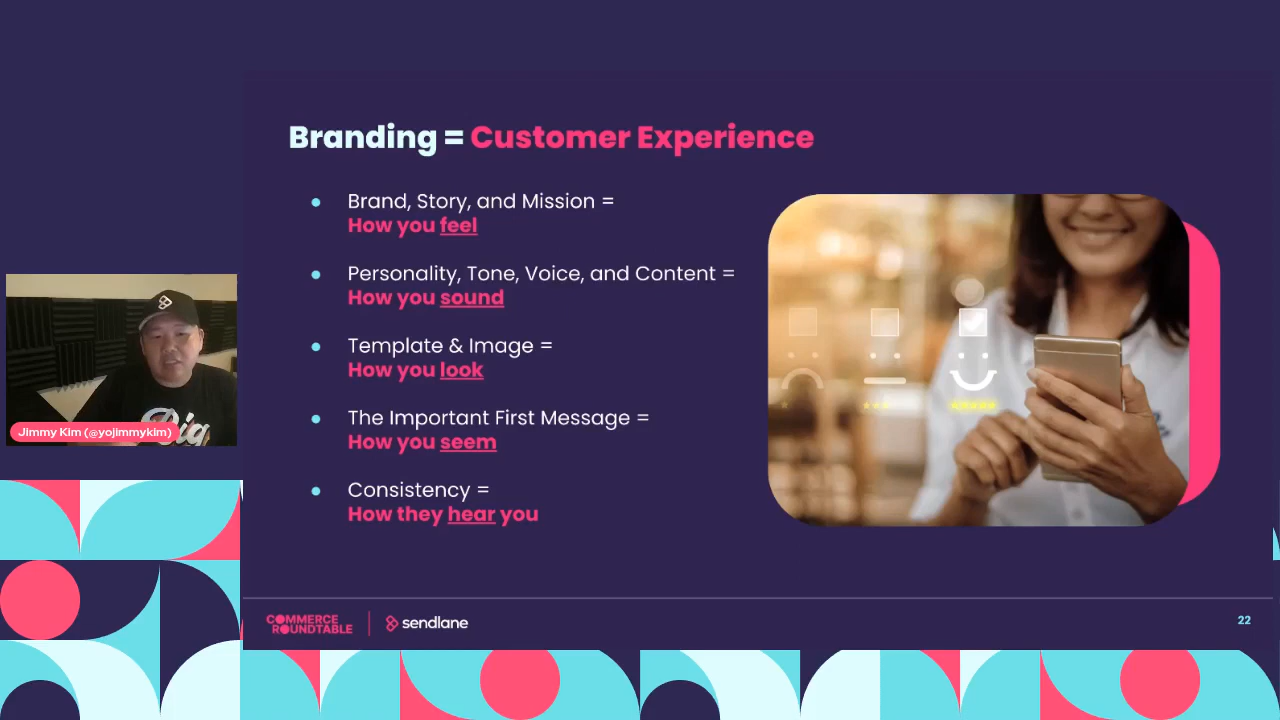 Branding = Customer Experience
Brand, Story, and Mission =
How you feel
Personality, Tone, Voice, and Content =
How you sound
Template & Image =
How you look
The Important First Message =
How you seem
Consistency =
How they hear you
Jimmy Kim (@yojimmykim)
Big
COMMERCE
ROUNDTABLE
sendlane
22